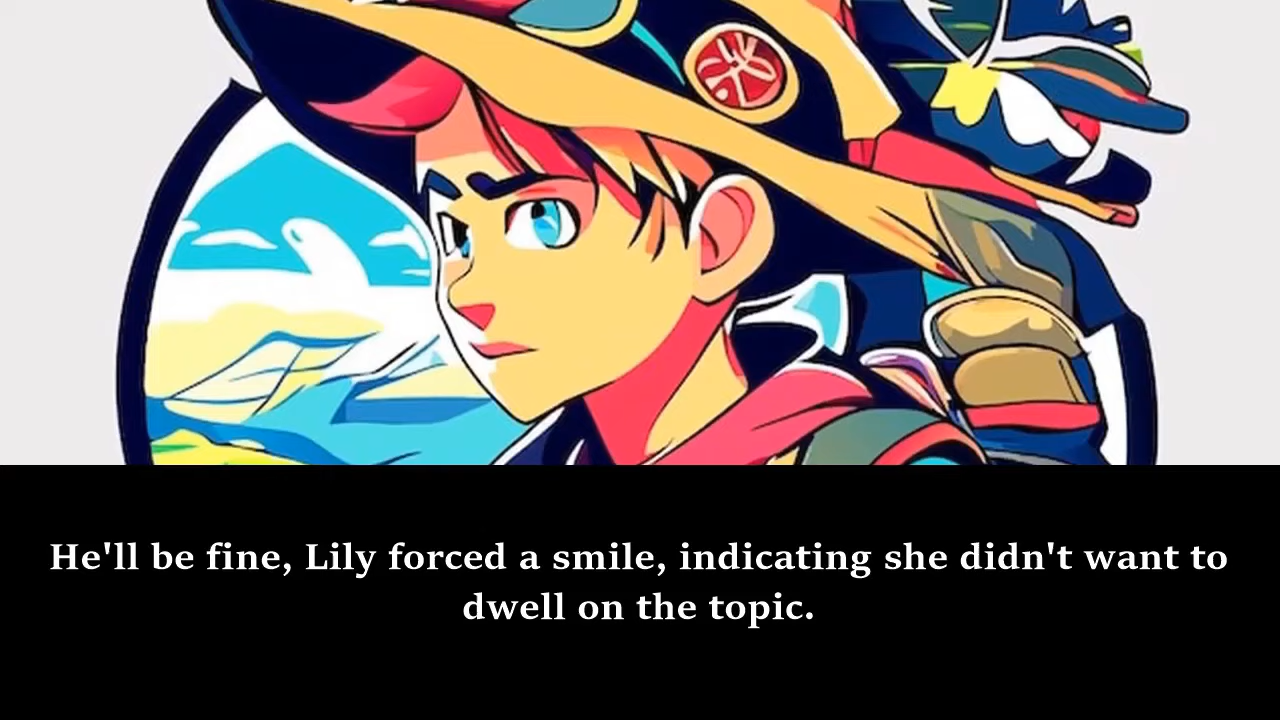 He'll be fine, Lily forced a smile, indicating she didn't want to
dwell on the topic.